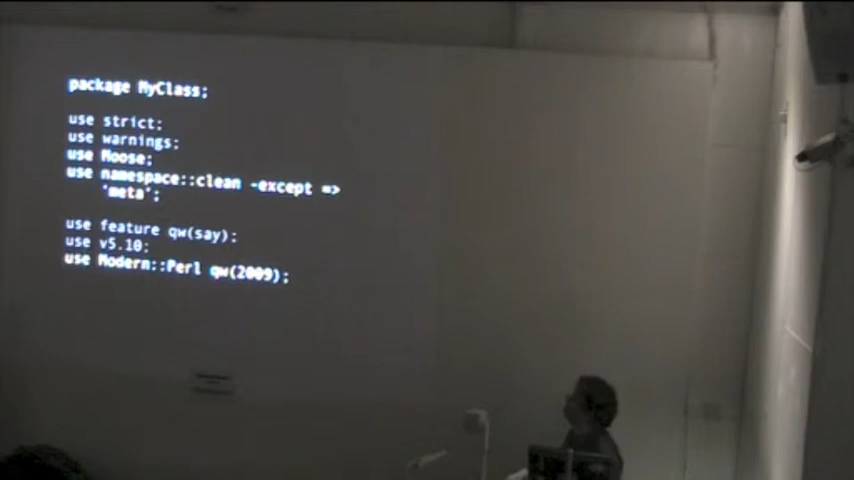 package MyClass;
use strict;
use warnings;
use Moose;
use namespace::clean -except =>
'meta';
use feature qw(say);
use v5.10;
use Modern::Perl qw(2009);